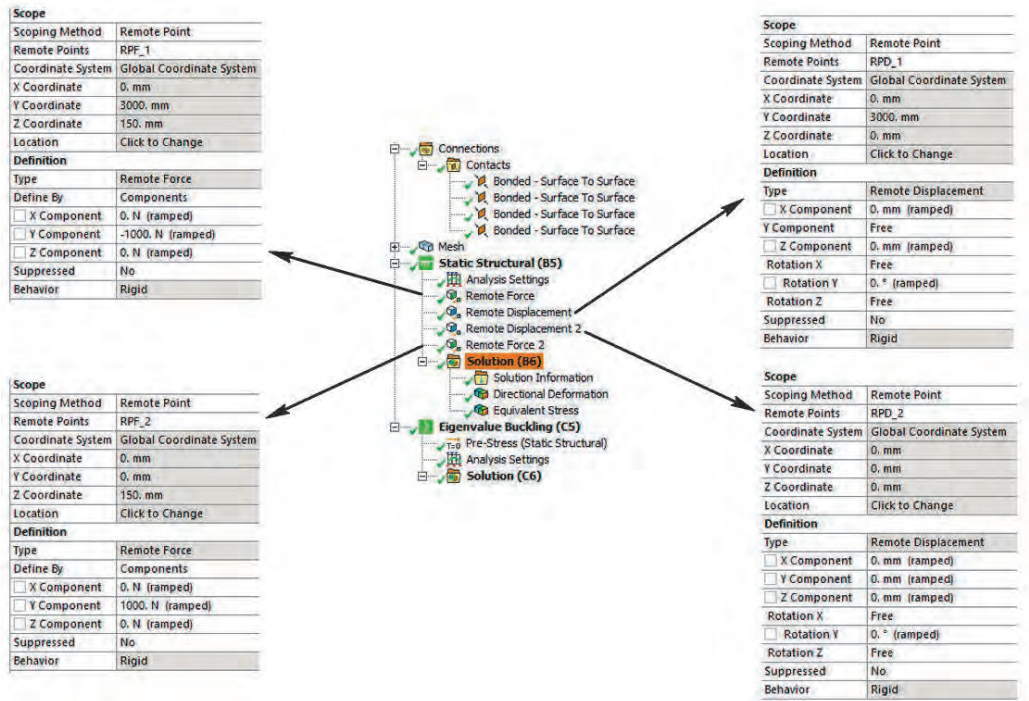 Scope
Scoping Method Remote Point
Remote Points RPF_1
Coordinate System Global Coordinate System
X Coordinate 0. mm
Y Coordinate 3000. mm
Z Coordinate 150. mm
Location Click to Change
Definition
Type Remote Force
Define By Components
X Component 0. N (ramped)
Y Component -1000. N (ramped)
Z Component 0. N (ramped)
Suppressed No
Behavior Rigid
Scope
Scoping Method Remote Point
Remote Points RPF_2
Coordinate System Global Coordinate System
X Coordinate 0. mm
Y Coordinate 0. mm
Z Coordinate 150. mm
Location Click to Change
Definition
Type Remote Force
Define By Components
X Component 0. N (ramped)
Y Component 1000. N (ramped)
Z Component 0. N (ramped)
Suppressed No
Behavior Rigid
Connections
Contacts
Bonded - Surface To Surface
Bonded - Surface To Surface
Bonded - Surface To Surface
Bonded - Surface To Surface
Mesh
Static Structural (B5)
Analysis Settings
Remote Force
Remote Displacement
Remote Displacement 2
Remote Force 2
Solution (B6)
Solution Information
Directional Deformation
Equivalent Stress
Eigenvalue Buckling (C5)
T=0 Pre-Stress (Static Structural)
Analysis Settings
Solution (C6)
Scope
Scoping Method Remote Point
Remote Points RPD_1
Coordinate System Global Coordinate System
X Coordinate 0. mm
Y Coordinate 3000. mm
Z Coordinate 0. mm
Location Click to Change
Definition
Type Remote Displacement
X Component 0. mm (ramped)
Y Component Free
Z Component 0. mm (ramped)
Rotation X Free
Rotation Y 0. ° (ramped)
Rotation Z Free
Suppressed No
Behavior Rigid
Scope
Scoping Method Remote Point
Remote Points RPD_2
Coordinate System Global Coordinate System
X Coordinate 0. mm
Y Coordinate 0. mm
Z Coordinate 0. mm
Location Click to Change
Definition
Type Remote Displacement
X Component 0. mm (ramped)
Y Component 0. mm (ramped)
Z Component 0. mm (ramped)
Rotation X Free
Rotation Y 0. ° (ramped)
Rotation Z Free
Suppressed No
Behavior Rigid